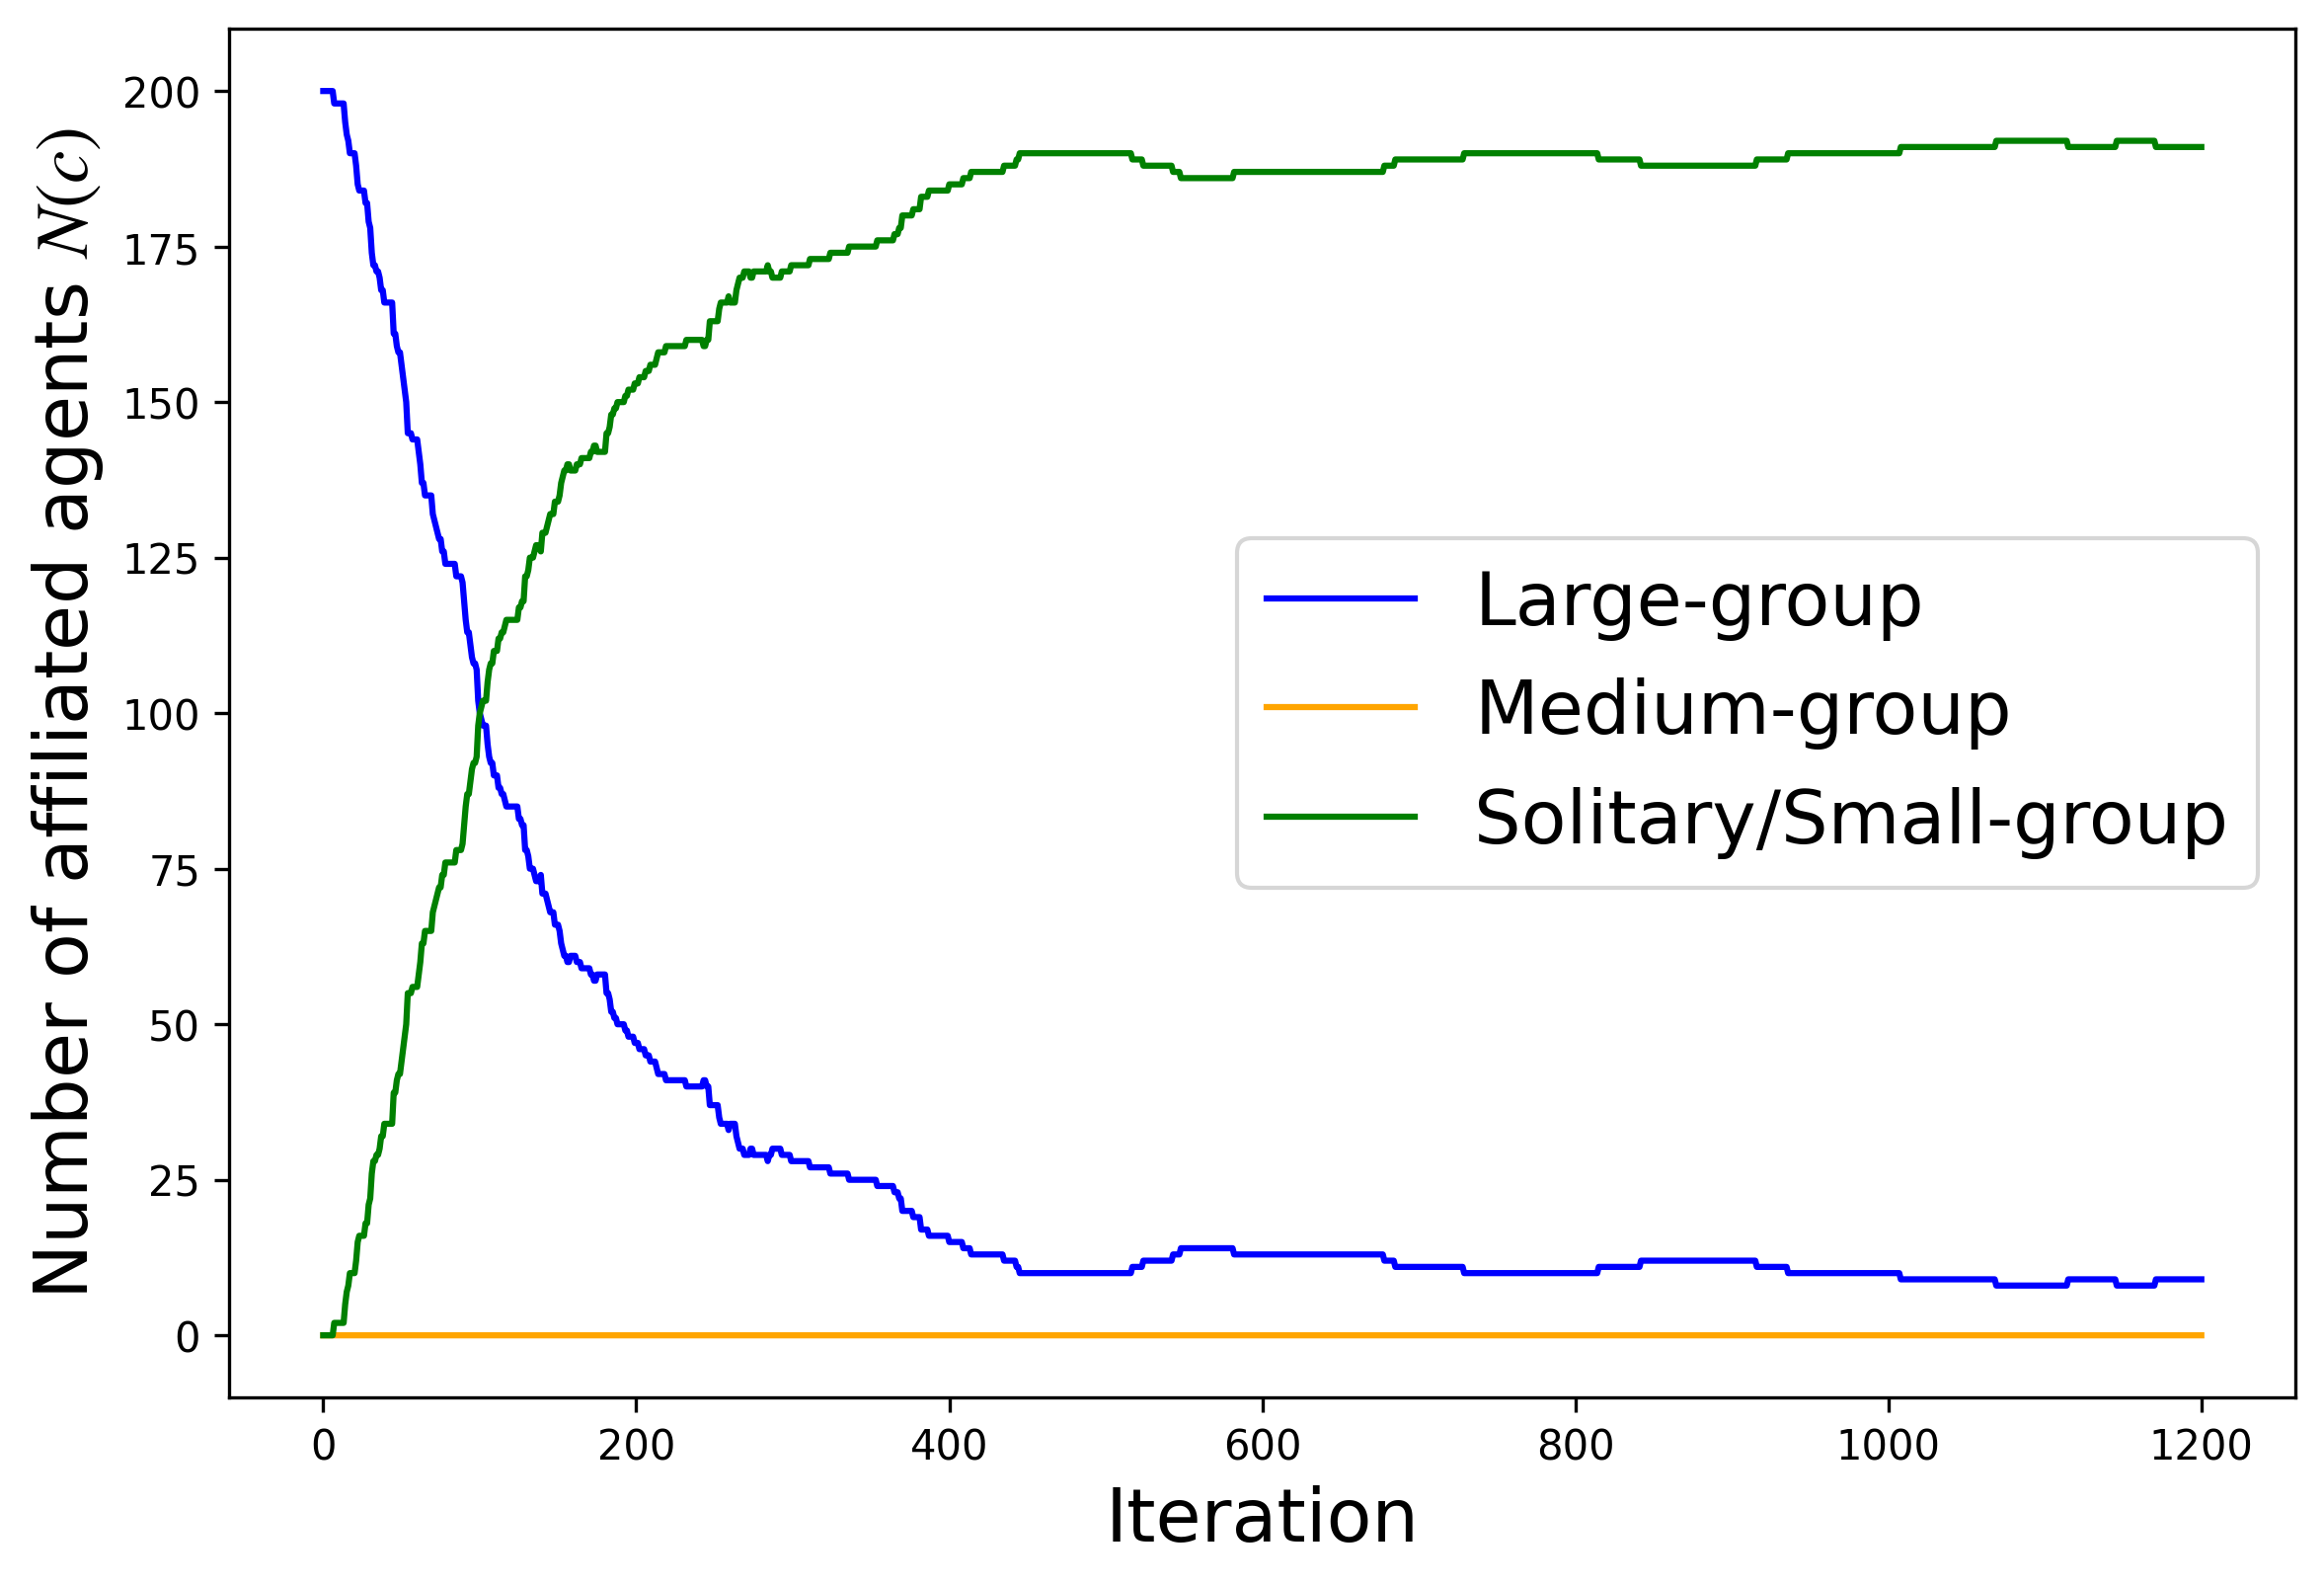 Number of affiliated agents N(c)
200
175
150
125
100
75
50
25
0
Large-group
Medium-group
Solitary/Small-group
0 200 400 600 800 1000 1200
Iteration